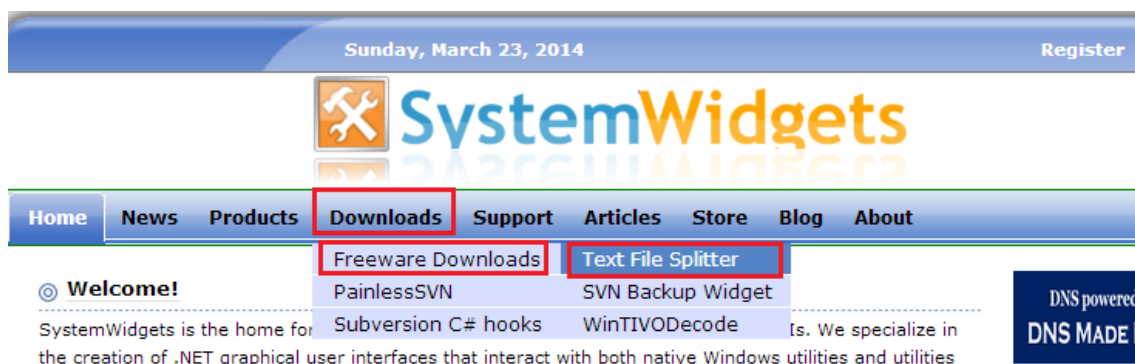 Sunday, March 23, 2014 Register
SystemWidgets
Home News Products Downloads Support Articles Store Blog About
Freeware Downloads Text File Splitter
PainlessSVN SVN Backup Widget
Subversion C# hooks WinTIVODecode
Welcome!
SystemWidgets is the home for Is. We specialize in
the creation of .NET graphical user interfaces that interact with both native Windows utilities and utilities
DNS powered
DNS MADE